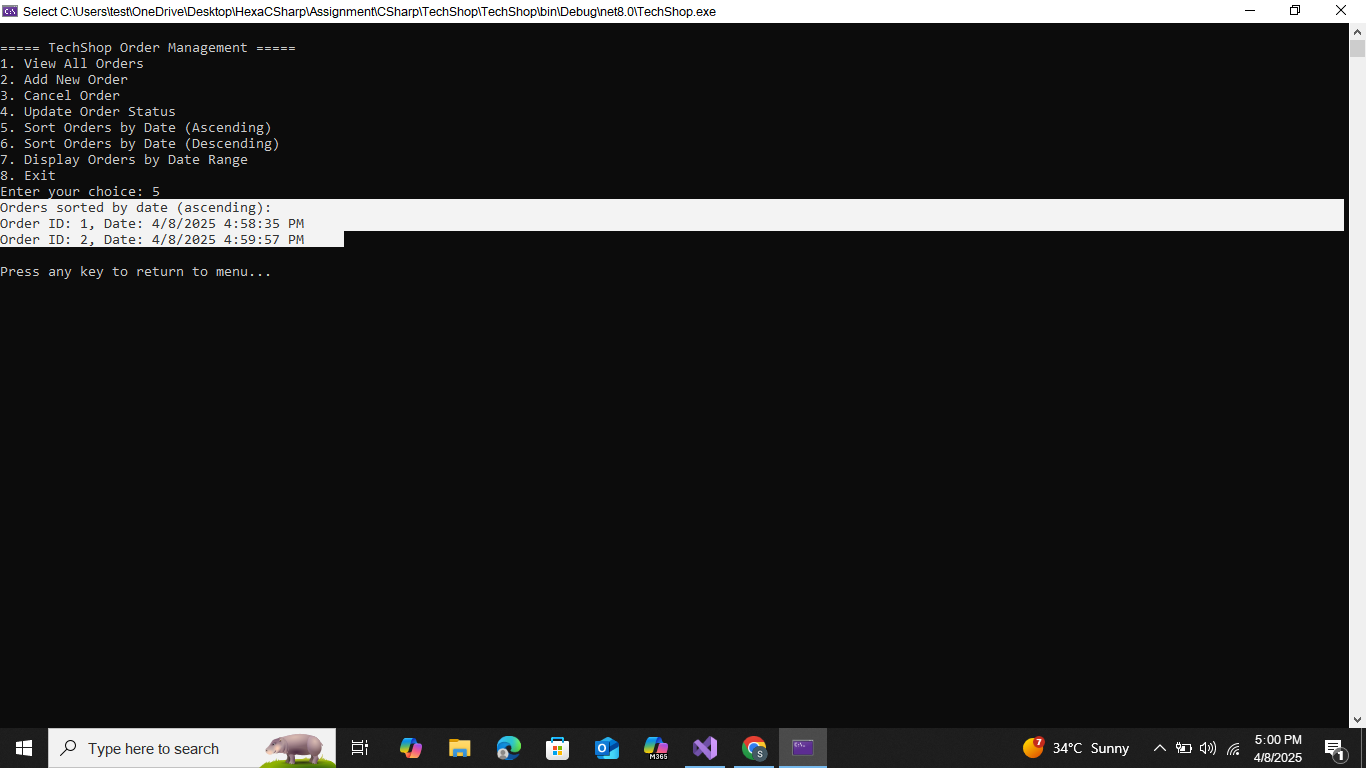 Select C:\Users\test\OneDrive\Desktop\HexaCSharp\Assignment\CSharp\TechShop\TechShop\bin\Debug\net8.0\TechShop.exe
===== TechShop Order Management =====
1. View All Orders
2. Add New Order
3. Cancel Order
4. Update Order Status
5. Sort Orders by Date (Ascending)
6. Sort Orders by Date (Descending)
7. Display Orders by Date Range
8. Exit
Enter your choice: 5
Orders sorted by date (ascending):
Order ID: 1, Date: 4/8/2025 4:58:35 PM
Order ID: 2, Date: 4/8/2025 4:59:57 PM
Press any key to return to menu...
Type here to search
M365
S
7
34°C Sunny
5:00 PM
4/8/2025
1